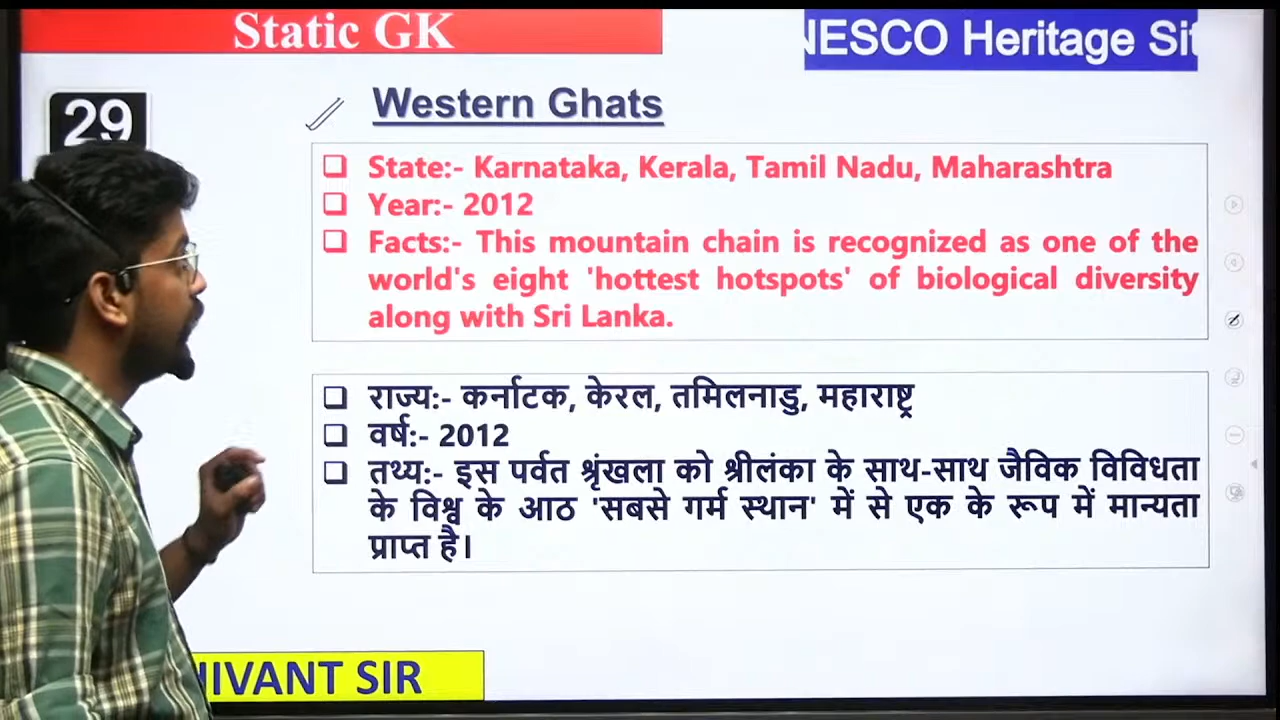 Static GK
NESCO Heritage Sit
29
Western Ghats
❑ State:- Karnataka, Kerala, Tamil Nadu, Maharashtra
❑ Year:- 2012
❑ Facts:- This mountain chain is recognized as one of the
world's eight 'hottest hotspots' of biological diversity
along with Sri Lanka.
❑ राज्य:- कर्नाटक, केरल, तमिलनाडु, महाराष्ट्र
❑ वर्ष:- 2012
❑ तथ्य:- इस पर्वत श्रृंखला को श्रीलंका के साथ-साथ जैविक विविधता
के विश्व के आठ 'सबसे गर्म स्थान' में से एक के रूप में मान्यता
प्राप्त है।
HIVANT SIR